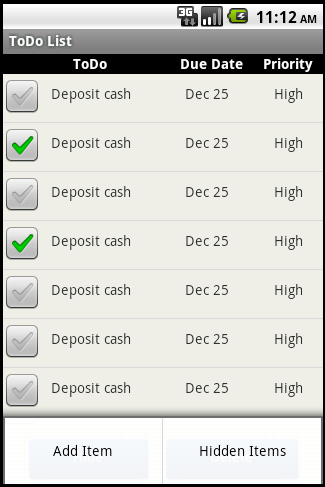 3G 11:12 AM
ToDo List
ToDo Due Date Priority
Deposit cash Dec 25 High
Deposit cash Dec 25 High
Deposit cash Dec 25 High
Deposit cash Dec 25 High
Deposit cash Dec 25 High
Deposit cash Dec 25 High
Deposit cash Dec 25 High
Add Item Hidden Items